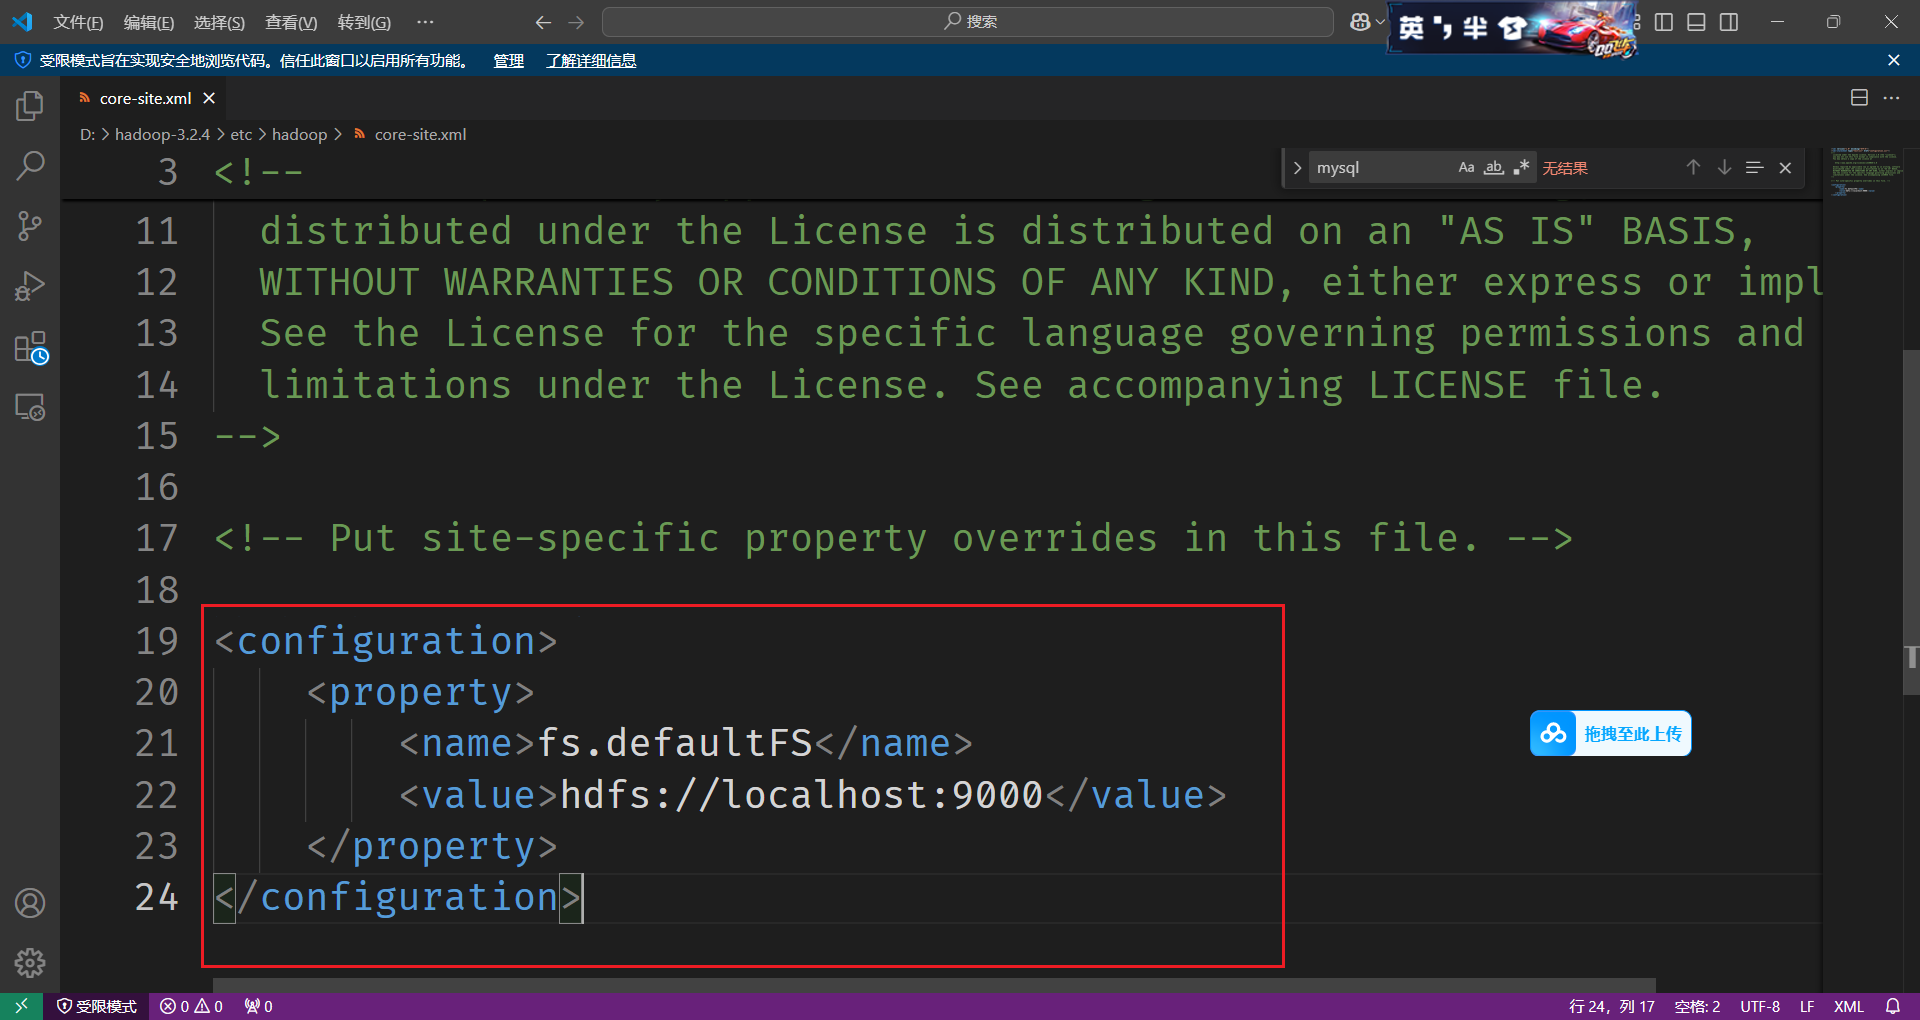 文件(F) 编辑(E) 选择(S) 查看(V) 转到(G) ··· 搜索 英 半
受限模式旨在实现安全地浏览代码。信任此窗口以启用所有功能。 管理 了解详细信息
core-site.xml
D: > hadoop-3.2.4 > etc > hadoop > core-site.xml
mysql Aa ab 无结果
3 <!--
11 distributed under the License is distributed on an "AS IS" BASIS,
12 WITHOUT WARRANTIES OR CONDITIONS OF ANY KIND, either express or impl
13 See the License for the specific language governing permissions and
14 limitations under the License. See accompanying LICENSE file.
15 -->
16
17 <!-- Put site-specific property overrides in this file. -->
18
19 <configuration>
20 <property>
21 <name>fs.defaultFS</name>
22 <value>hdfs://localhost:9000</value>
23 </property>
24 </configuration>
拖拽至此上传
受限模式 0 0 0 行 24，列 17 空格: 2 UTF-8 LF XML